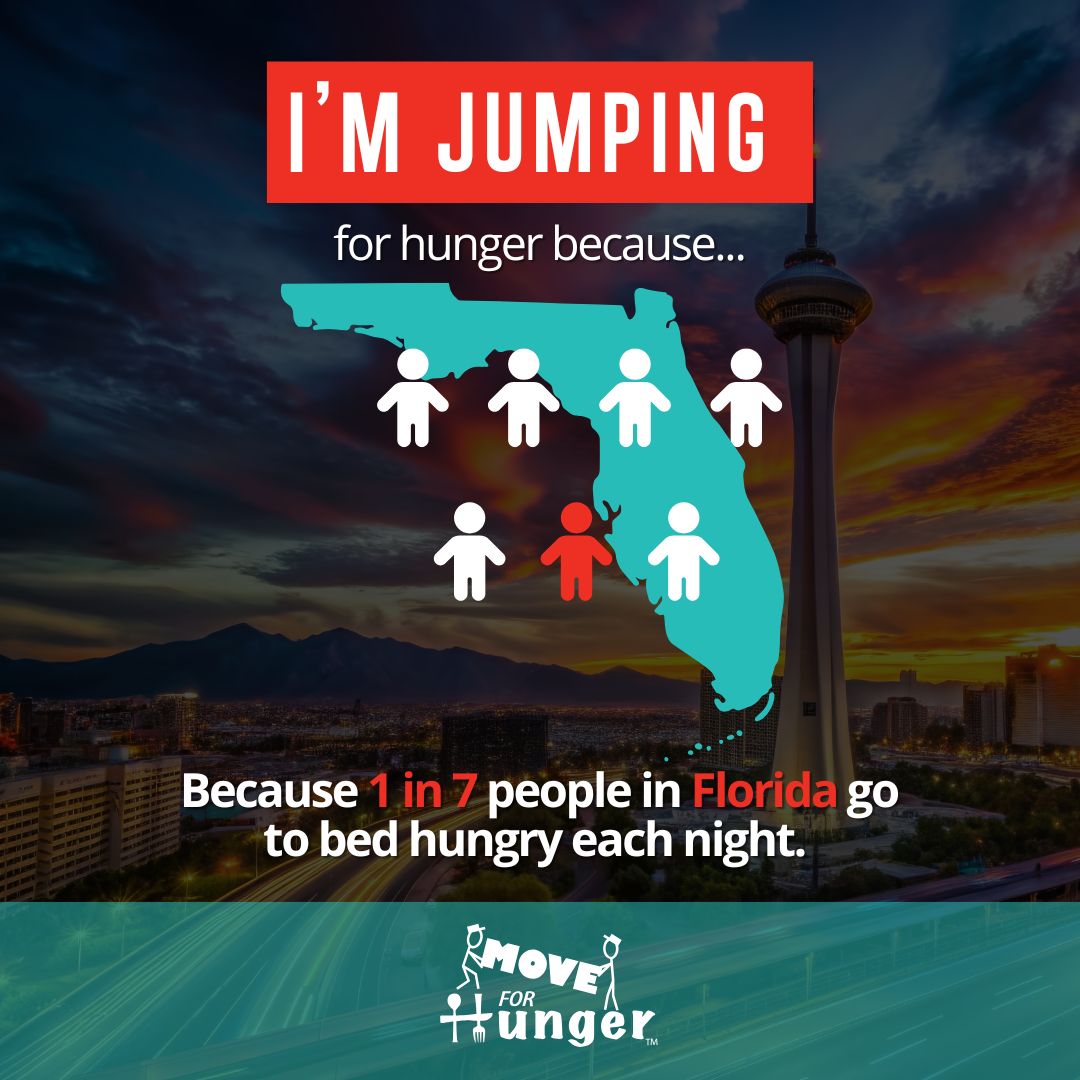 I'M JUMPING
for hunger because...
Because 1 in 7 people in Florida go
to bed hungry each night.
MOVE
FOR
Hunger™